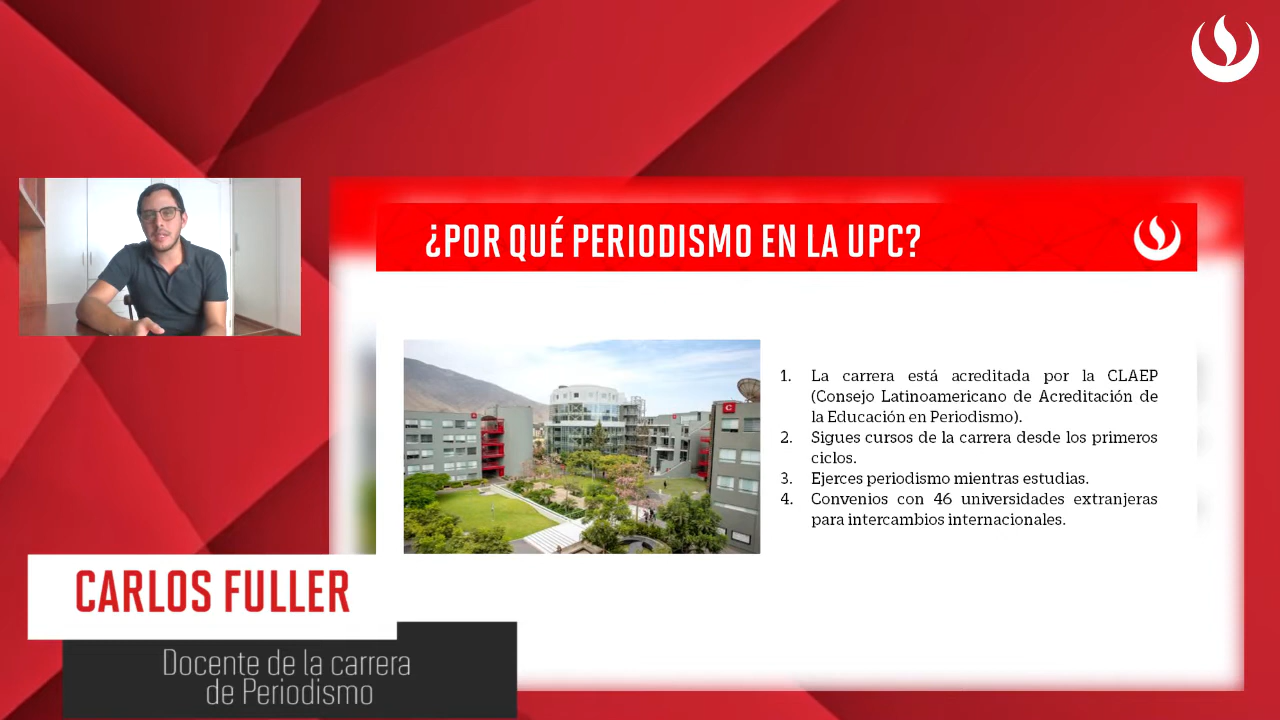 ¿POR QUÉ PERIODISMO EN LA UPC?
1. La carrera está acreditada por la CLAEP
(Consejo Latinoamericano de Acreditación de
la Educación en Periodismo).
2. Sigues cursos de la carrera desde los primeros
ciclos.
3. Ejerces periodismo mientras estudias.
4. Convenios con 46 universidades extranjeras
para intercambios internacionales.
C
CARLOS FULLER
Docente de la carrera
de Periodismo